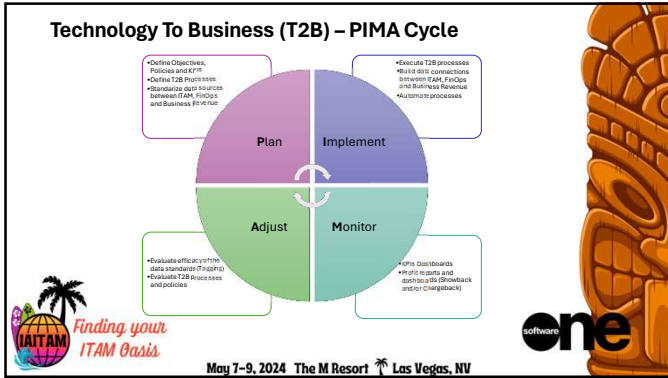 Technology To Business (T2B) – PIMA Cycle
•Define Objectives,
Policies and KPIs
•Define T2B Processes
•Standarize data sources
between ITAM, FinOps
and Business Revenue
•Execute T2B processes
•Build data connections
between ITAM, FinOps
and Business Revenue
•Automate processes
Plan
Implement
Adjust
Monitor
•Evaluate efficacy of the
data standards (Tagging)
•Evaluate T2B processes
and policies
•KPIs Dashboards
•Profit reports and
dashboards (Showback
and/or Chargeback)
IAITAM
Finding your
ITAM Oasis
software
one
May 7-9, 2024 The M Resort Las Vegas, NV